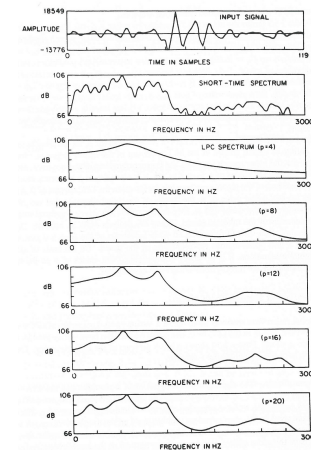 18549
INPUT SIGNAL
AMPLITUDE
-13776
0
119
TIME IN SAMPLES
106
SHORT-TIME SPECTRUM
dB
66
0
3000
FREQUENCY IN HZ
106
LPC SPECTRUM (p=4)
dB
66
0
3000
FREQUENCY IN HZ
106
(p=8)
dB
66
0
300
FREQUENCY IN HZ
106
(p=12)
dB
66
0
300
FREQUENCY IN HZ
106
(p=16)
dB
66
0
300
FREQUENCY IN HZ
106
(p=20)
dB
66
0
300
FREQUENCY IN HZ